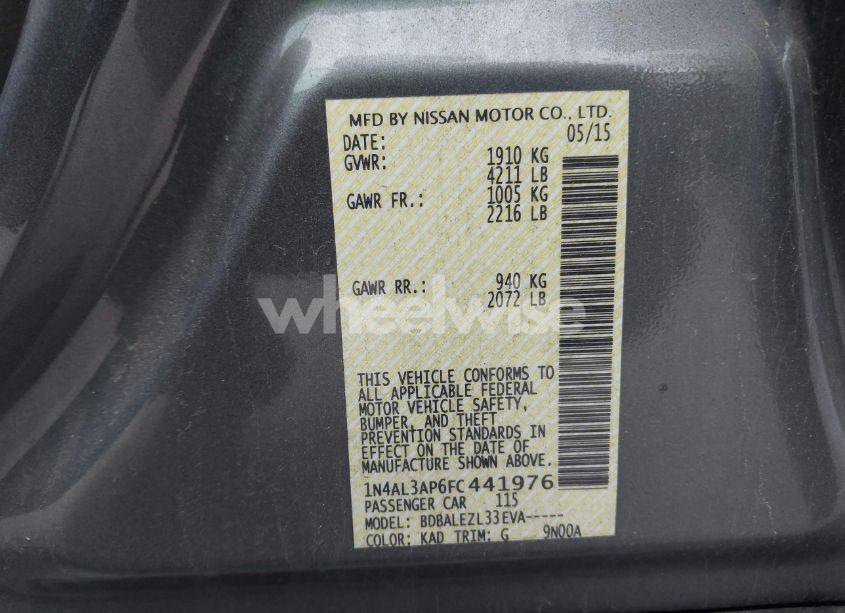 MFD BY NISSAN MOTOR CO., LTD.
DATE: 05/15
GVWR: 1910 KG
4211 LB
GAWR FR.: 1005 KG
2216 LB
GAWR RR.: 940 KG
2072 LB
wheelwise
THIS VEHICLE CONFORMS TO
ALL APPLICABLE FEDERAL
MOTOR VEHICLE SAFETY,
BUMPER, AND THEFT
PREVENTION STANDARDS IN
EFFECT ON THE DATE OF
MANUFACTURE SHOWN ABOVE.
1N4AL3AP6FC441976
PASSENGER CAR 115
MODEL: BDBALEZL33EVA-----
COLOR: KAD TRIM: G 9N00A